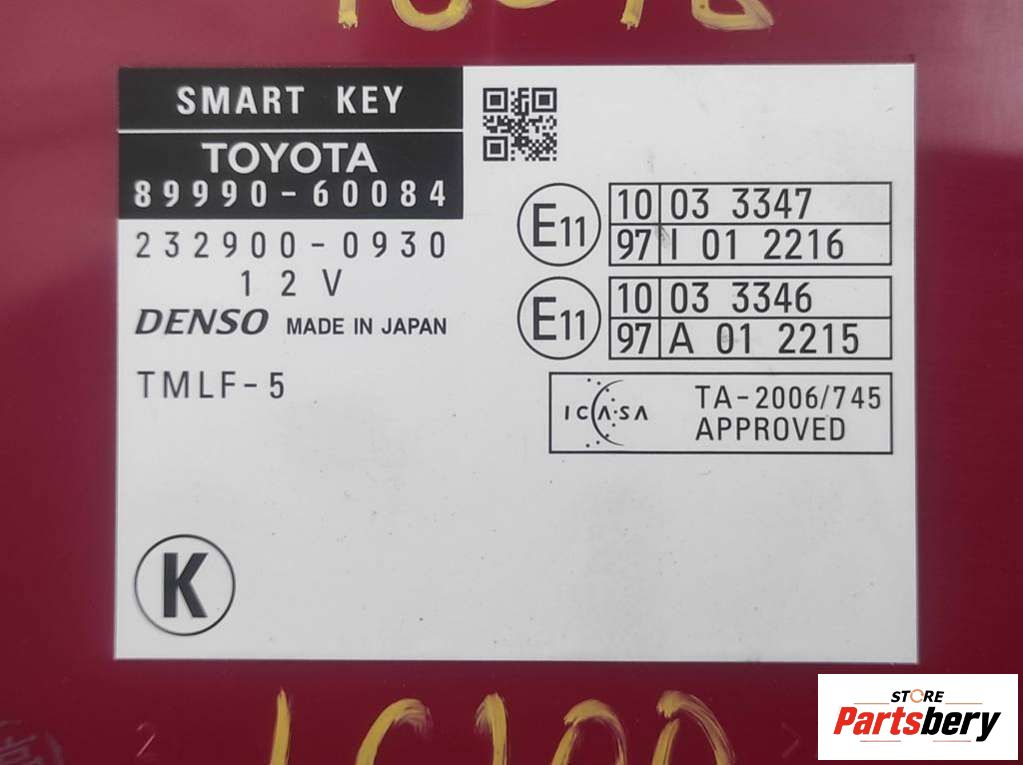 SMART KEY
TOYOTA
89990-60084
232900-0930
12V
DENSO MADE IN JAPAN
TMLF-5
K
E11
10 03 3347
97 I 01 2216
E11
10 03 3346
97 A 01 2215
ICASA
TA-2006/745
APPROVED
STORE
Partsbery